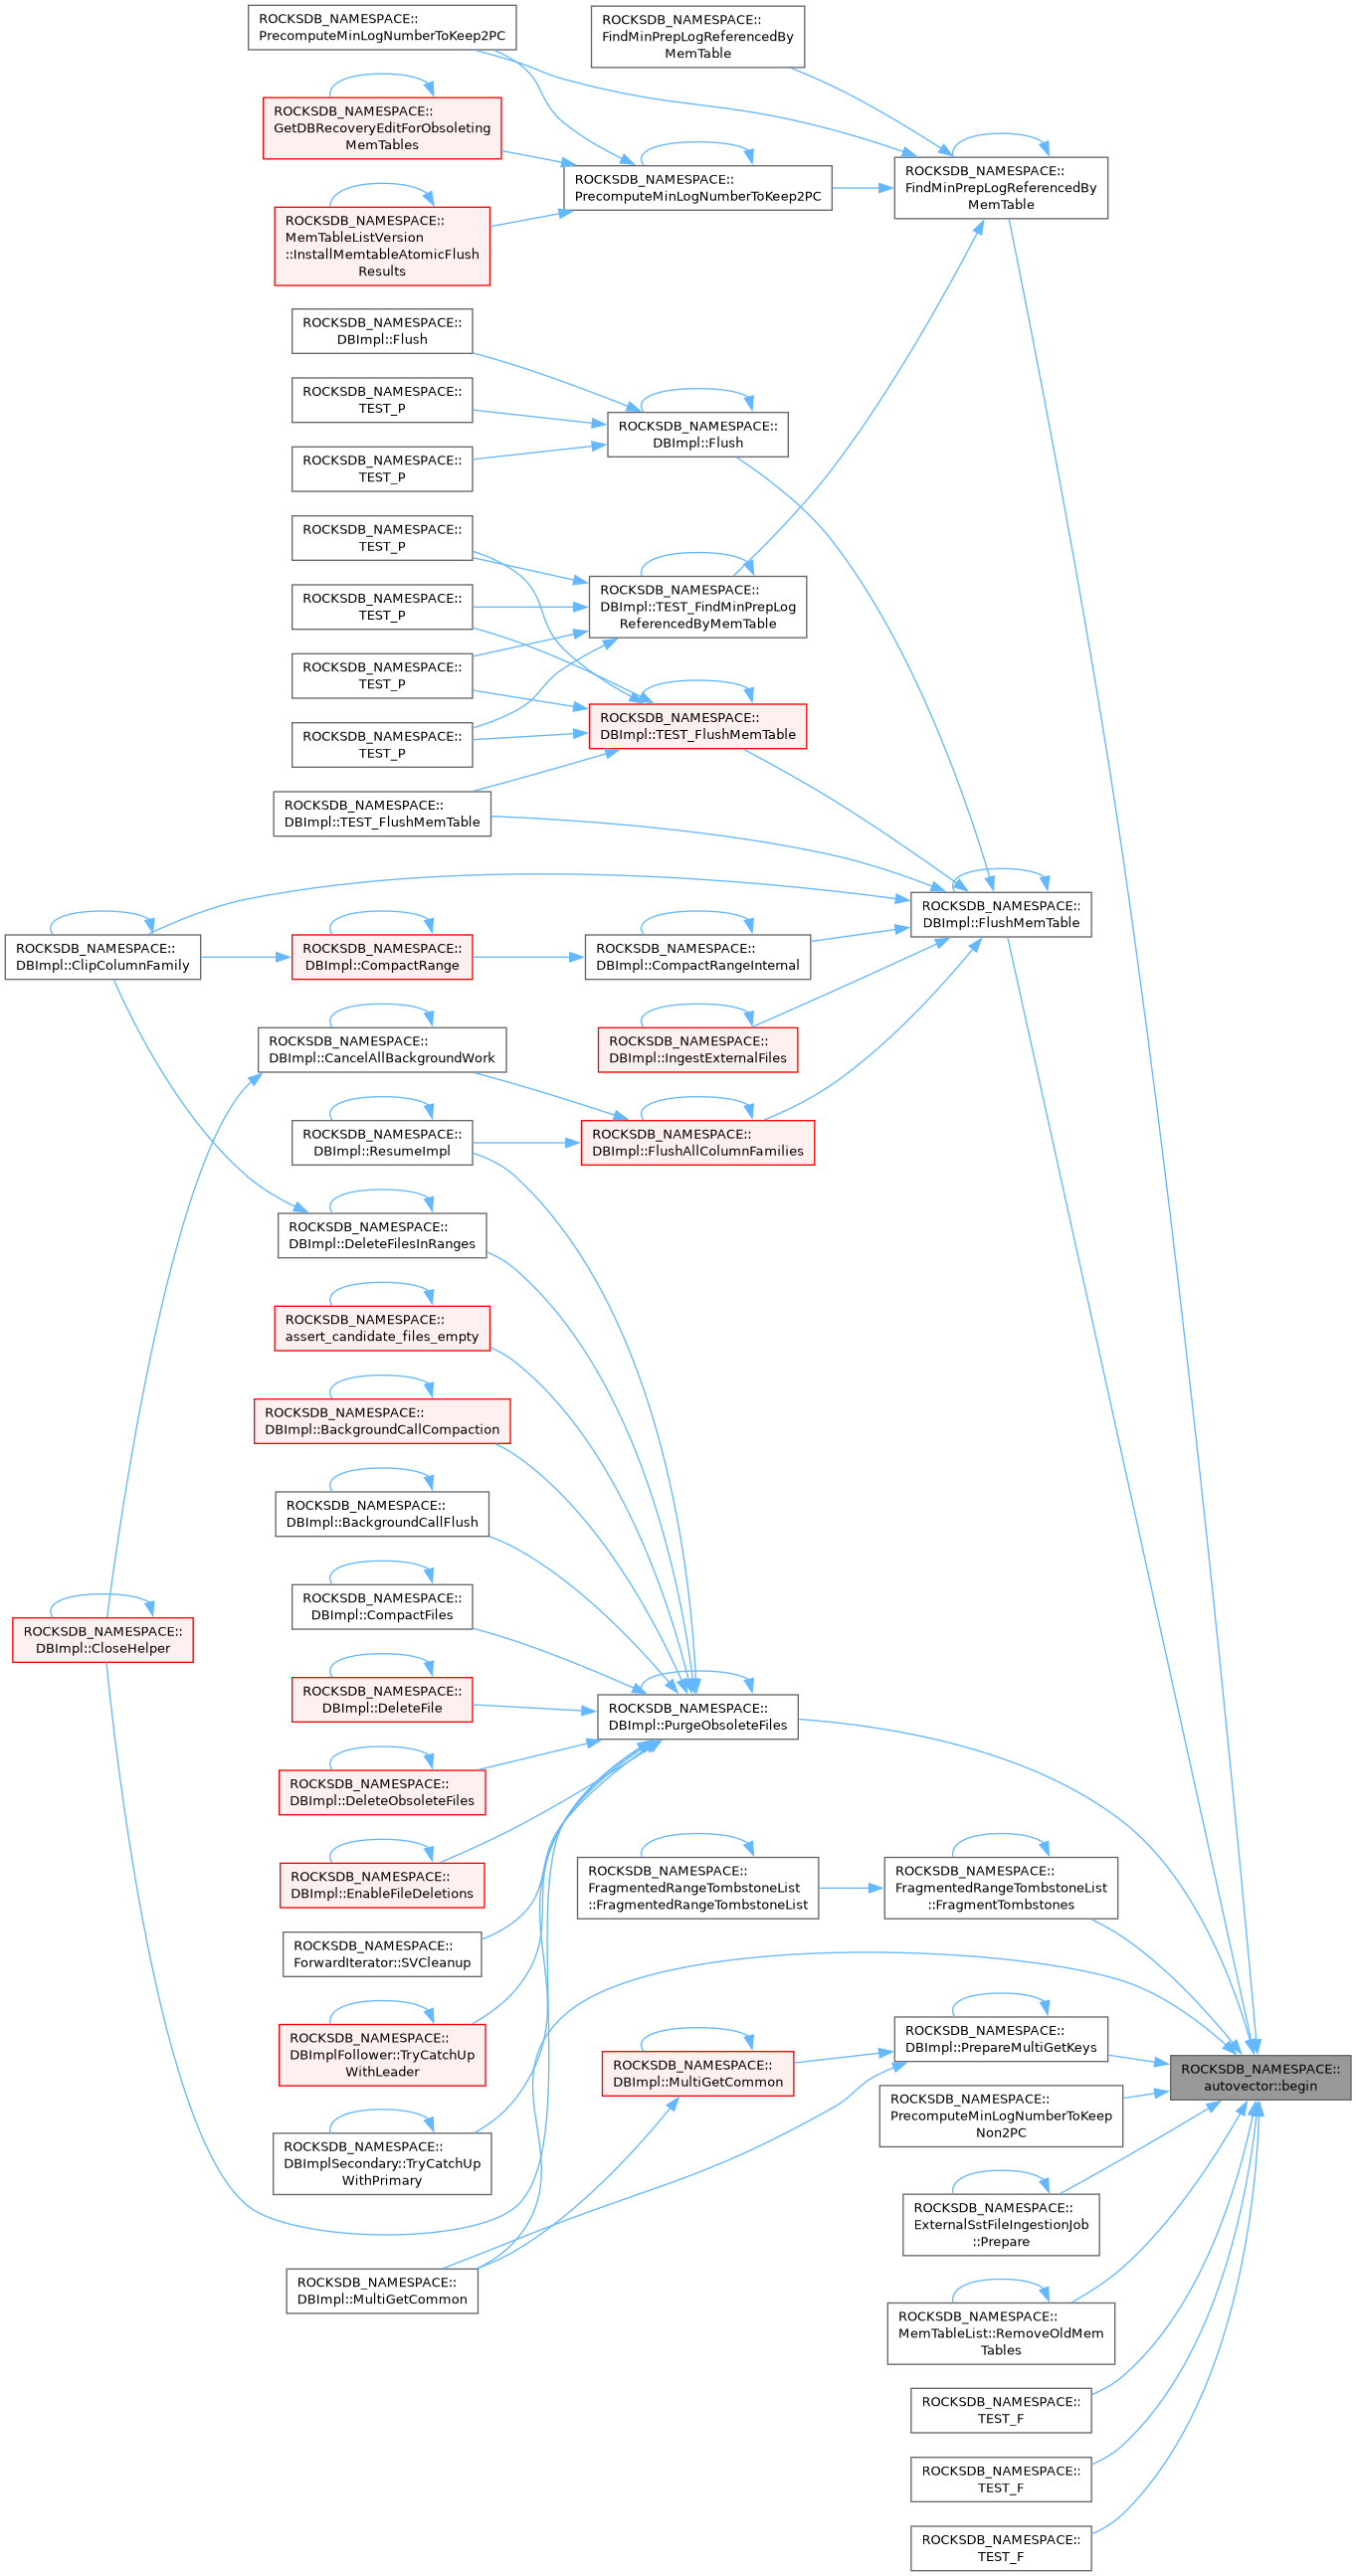 ROCKSDB_NAMESPACE::
PrecomputeMinLogNumberToKeep2PC
ROCKSDB_NAMESPACE::
FindMinPrepLogReferencedBy
MemTable
ROCKSDB_NAMESPACE::
GetDBRecoveryEditForObsoleting
MemTables
ROCKSDB_NAMESPACE::
PrecomputeMinLogNumberToKeep2PC
ROCKSDB_NAMESPACE::
FindMinPrepLogReferencedBy
MemTable
ROCKSDB_NAMESPACE::
MemTableListVersion
::InstallMemtableAtomicFlush
Results
ROCKSDB_NAMESPACE::
DBImpl::Flush
ROCKSDB_NAMESPACE::
TEST_P
ROCKSDB_NAMESPACE::
DBImpl::Flush
ROCKSDB_NAMESPACE::
TEST_P
ROCKSDB_NAMESPACE::
TEST_P
ROCKSDB_NAMESPACE::
DBImpl::TEST_FindMinPrepLog
ReferencedByMemTable
ROCKSDB_NAMESPACE::
TEST_P
ROCKSDB_NAMESPACE::
TEST_P
ROCKSDB_NAMESPACE::
DBImpl::TEST_FlushMemTable
ROCKSDB_NAMESPACE::
TEST_P
ROCKSDB_NAMESPACE::
DBImpl::TEST_FlushMemTable
ROCKSDB_NAMESPACE::
DBImpl::FlushMemTable
ROCKSDB_NAMESPACE::
DBImpl::ClipColumnFamily
ROCKSDB_NAMESPACE::
DBImpl::CompactRange
ROCKSDB_NAMESPACE::
DBImpl::CompactRangeInternal
ROCKSDB_NAMESPACE::
DBImpl::CancelAllBackgroundWork
ROCKSDB_NAMESPACE::
DBImpl::IngestExternalFiles
ROCKSDB_NAMESPACE::
DBImpl::ResumeImpl
ROCKSDB_NAMESPACE::
DBImpl::FlushAllColumnFamilies
ROCKSDB_NAMESPACE::
DBImpl::DeleteFilesInRanges
ROCKSDB_NAMESPACE::
assert_candidate_files_empty
ROCKSDB_NAMESPACE::
DBImpl::BackgroundCallCompaction
ROCKSDB_NAMESPACE::
DBImpl::BackgroundCallFlush
ROCKSDB_NAMESPACE::
DBImpl::CompactFiles
ROCKSDB_NAMESPACE::
DBImpl::CloseHelper
ROCKSDB_NAMESPACE::
DBImpl::DeleteFile
ROCKSDB_NAMESPACE::
DBImpl::PurgeObsoleteFiles
ROCKSDB_NAMESPACE::
DBImpl::DeleteObsoleteFiles
ROCKSDB_NAMESPACE::
DBImpl::EnableFileDeletions
ROCKSDB_NAMESPACE::
FragmentedRangeTombstoneList
::FragmentedRangeTombstoneList
ROCKSDB_NAMESPACE::
FragmentedRangeTombstoneList
::FragmentTombstones
ROCKSDB_NAMESPACE::
ForwardIterator::SVCleanup
ROCKSDB_NAMESPACE::
DBImplFollower::TryCatchUp
WithLeader
ROCKSDB_NAMESPACE::
DBImpl::PrepareMultiGetKeys
ROCKSDB_NAMESPACE::
DBImpl::MultiGetCommon
ROCKSDB_NAMESPACE::
autovector::begin
ROCKSDB_NAMESPACE::
PrecomputeMinLogNumberToKeep
Non2PC
ROCKSDB_NAMESPACE::
DBImplSecondary::TryCatchUp
WithPrimary
ROCKSDB_NAMESPACE::
ExternalSstFileIngestionJob
::Prepare
ROCKSDB_NAMESPACE::
DBImpl::MultiGetCommon
ROCKSDB_NAMESPACE::
MemTableList::RemoveOldMem
Tables
ROCKSDB_NAMESPACE::
TEST_F
ROCKSDB_NAMESPACE::
TEST_F
ROCKSDB_NAMESPACE::
TEST_F